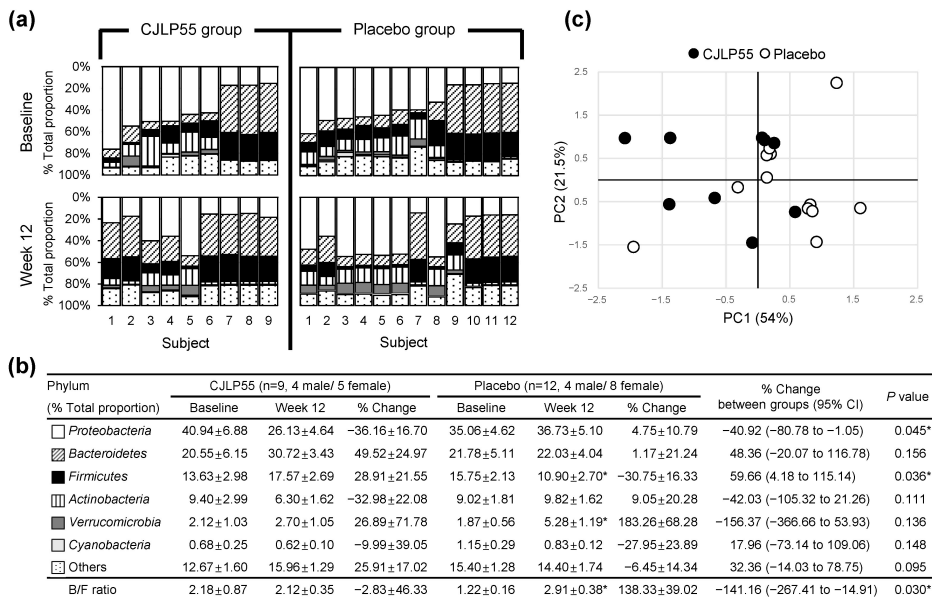 (a)
CJLP55 group
Placebo group
Baseline
% Total proportion
0%
20%
40%
60%
80%
100%
0%
20%
40%
60%
80%
100%
Week 12
% Total proportion
0%
20%
40%
60%
80%
100%
0%
20%
40%
60%
80%
100%
1 2 3 4 5 6 7 8 9
1 2 3 4 5 6 7 8 9 10 11 12
Subject
Subject
(c)
CJLP55 Placebo
2.5
1.5
0.5
0.5
−1.5
−2.5
−2.5 −1.5 −0.5 0.5 1.5 2.5
PC2 (21.5%)
PC1 (54%)
(b)
Phylum CJLP55 (n=9, 4 male/ 5 female) Placebo (n=12, 4 male/ 8 female) % Change between groups (95% CI) P value
(% Total proportion) Baseline Week 12 % Change Baseline Week 12 % Change
Proteobacteria 40.94±6.88 26.13±4.64 −36.16±16.70 35.06±4.62 36.73±5.10 4.75±10.79 −40.92 (−80.78 to −1.05) 0.045*
Bacteroidetes 20.55±6.15 30.72±3.43 49.52±24.97 21.78±5.11 22.03±4.04 1.17±21.24 48.36 (−20.07 to 116.78) 0.156
Firmicutes 13.63±2.98 17.57±2.69 28.91±21.55 15.75±2.13 10.90±2.70* −30.75±16.33 59.66 (4.18 to 115.14) 0.036*
Actinobacteria 9.40±2.99 6.30±1.62 −32.98±22.08 9.02±1.81 9.82±1.62 9.05±20.28 −42.03 (−105.32 to 21.26) 0.111
Verrucomicrobia 2.12±1.03 2.70±1.05 26.89±71.78 1.87±0.56 5.28±1.19* 183.26±68.28 −156.37 (−366.66 to 53.93) 0.136
Cyanobacteria 0.68±0.25 0.62±0.10 −9.99±39.05 1.15±0.29 0.83±0.12 −27.95±23.89 17.96 (−73.14 to 109.06) 0.148
Others 12.67±1.60 15.96±1.29 25.91±17.02 15.40±1.28 14.40±1.74 −6.45±14.34 32.36 (−14.03 to 78.75) 0.095
B/F ratio 2.18±0.87 2.12±0.35 −2.83±46.33 1.22±0.16 2.91±0.38* 138.33±39.02 −141.16 (−267.41 to −14.91) 0.030*